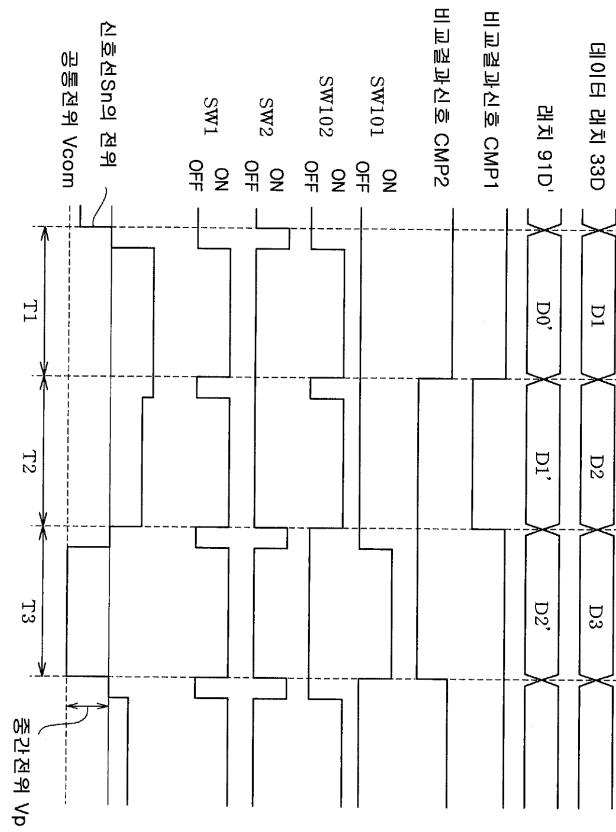 데이터 래치 33D D1 D2 D3
래치 91D' D0' D1' D2'
비교결과신호 CMP1
비교결과신호 CMP2
SW101 ON OFF
SW102 ON OFF
SW2 ON OFF
SW1 ON OFF
신호선Sn의 전위
공통전위 Vcom
T1 T2 T3
중간전위 Vp